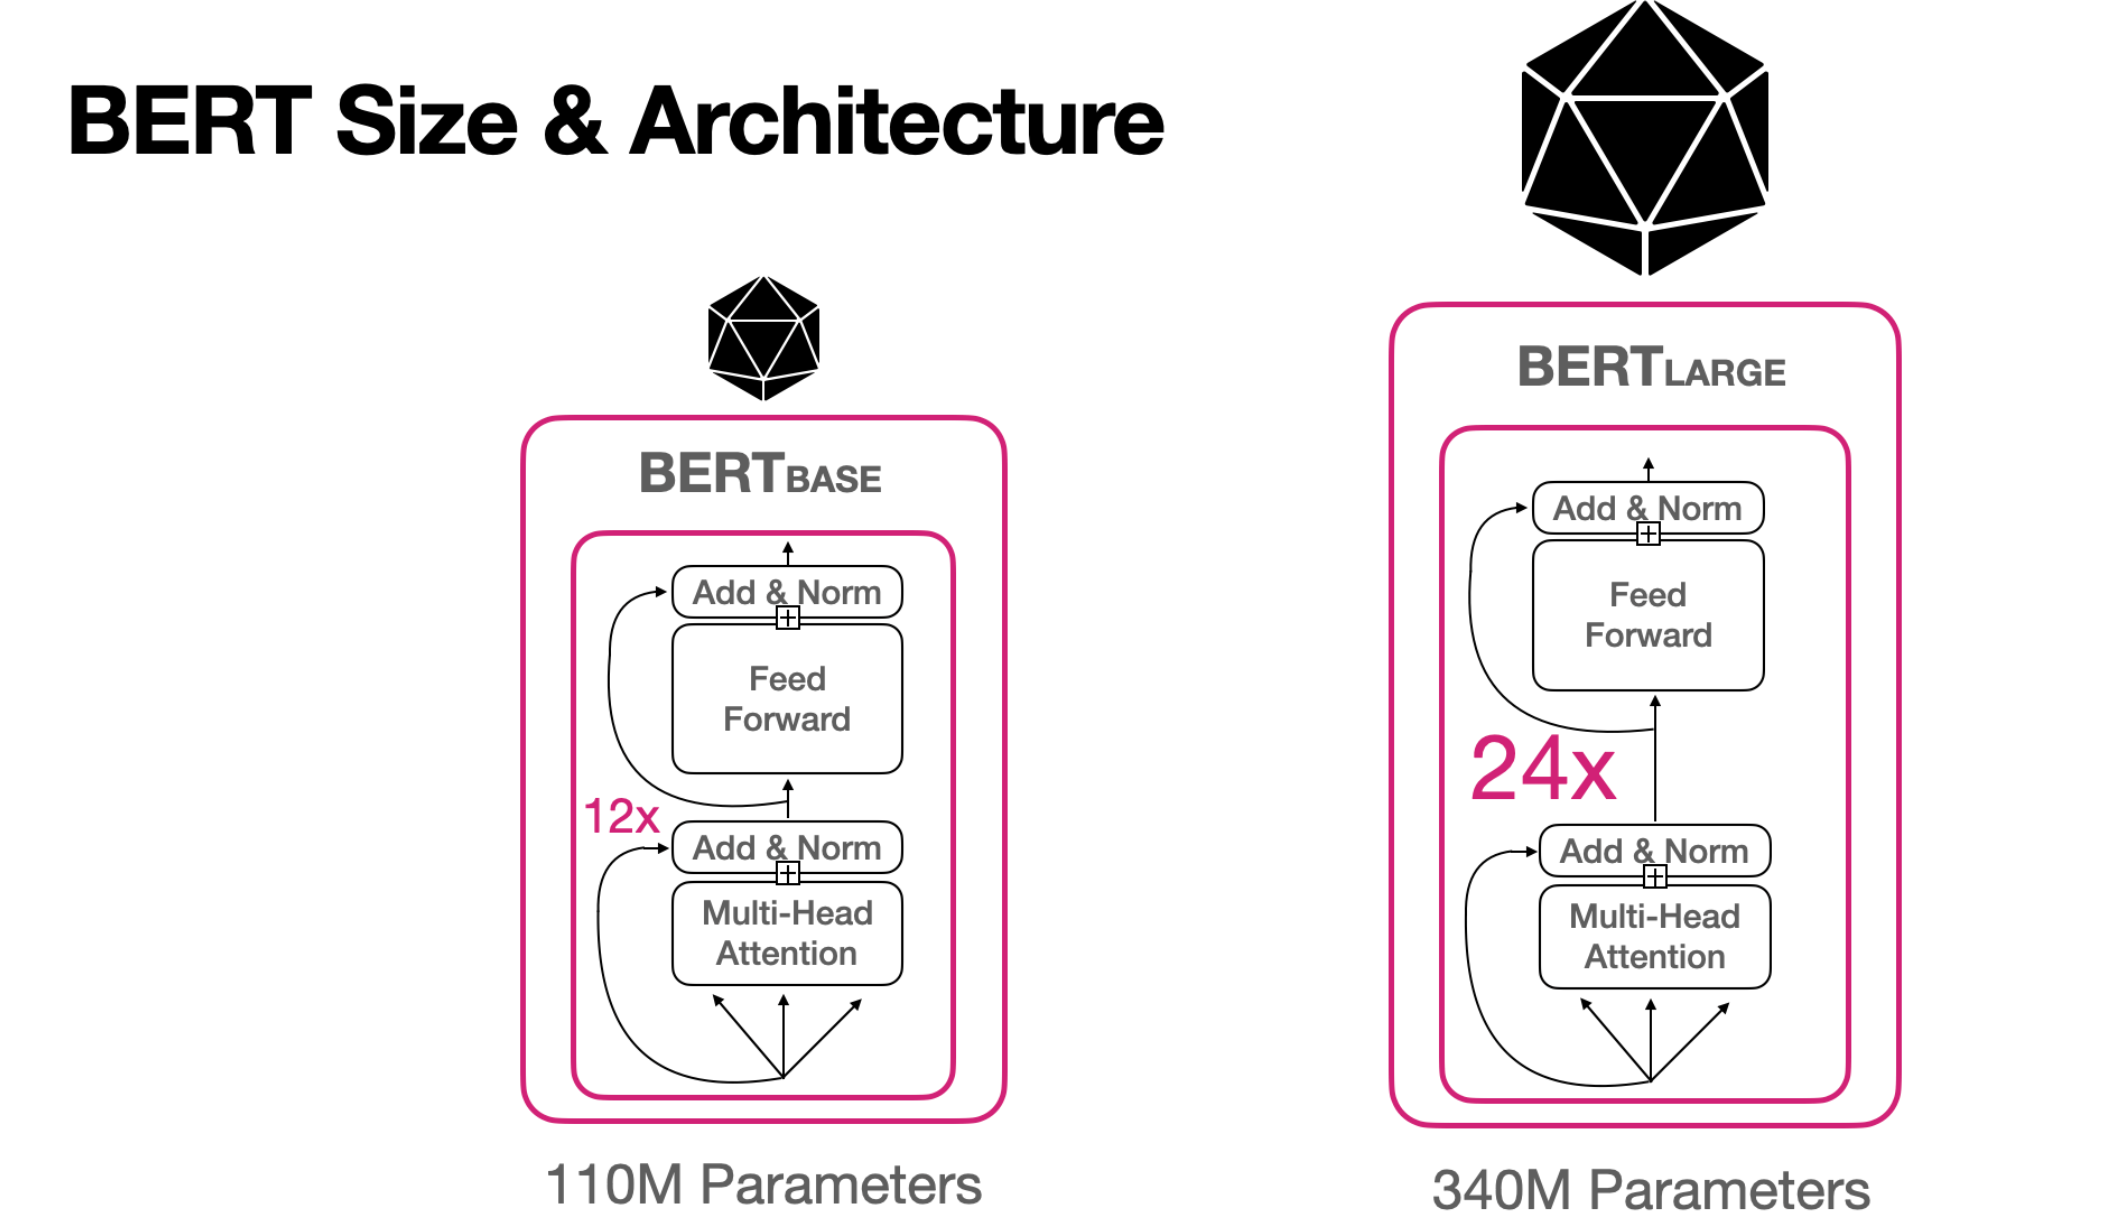 BERT Size & Architecture
BERTBASE
Add & Norm
Feed
Forward
12x
Add & Norm
Multi-Head
Attention
110M Parameters
BERTLARGE
Add & Norm
Feed
Forward
24x
Add & Norm
Multi-Head
Attention
340M Parameters